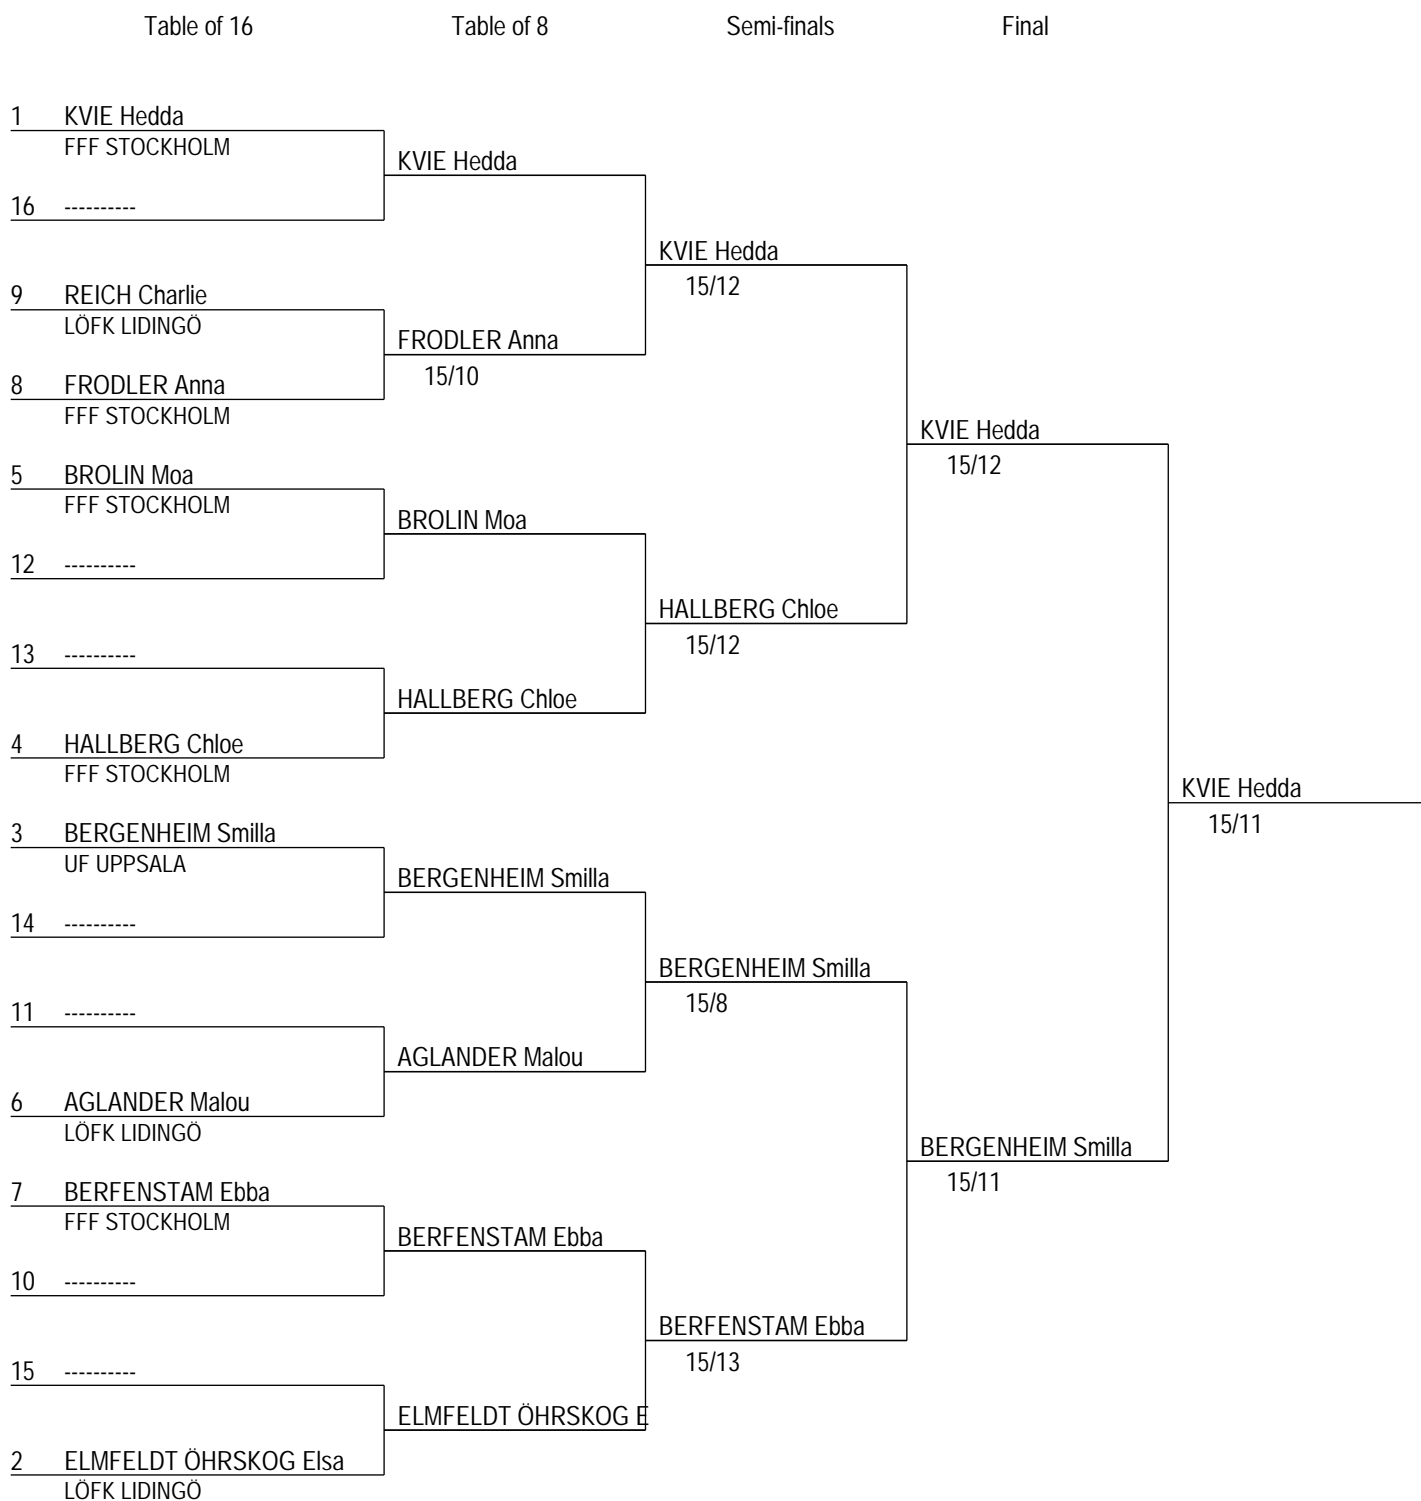 Table of 16 Table of 8 Semi-finals Final
1 KVIE Hedda
FFF STOCKHOLM
KVIE Hedda
16 ----------
KVIE Hedda
15/12
9 REICH Charlie
LÖFK LIDINGÖ
FRODLER Anna
15/10
8 FRODLER Anna
FFF STOCKHOLM
KVIE Hedda
15/12
5 BROLIN Moa
FFF STOCKHOLM
BROLIN Moa
12 ----------
HALLBERG Chloe
15/12
13 ----------
HALLBERG Chloe
4 HALLBERG Chloe
FFF STOCKHOLM
KVIE Hedda
15/11
3 BERGENHEIM Smilla
UF UPPSALA
BERGENHEIM Smilla
14 ----------
BERGENHEIM Smilla
15/8
11 ----------
AGLANDER Malou
6 AGLANDER Malou
LÖFK LIDINGÖ
BERGENHEIM Smilla
15/11
7 BERFENSTAM Ebba
FFF STOCKHOLM
BERFENSTAM Ebba
10 ----------
BERFENSTAM Ebba
15/13
15 ----------
ELMFELDT ÖHRSKOG E
2 ELMFELDT ÖHRSKOG Elsa
LÖFK LIDINGÖ